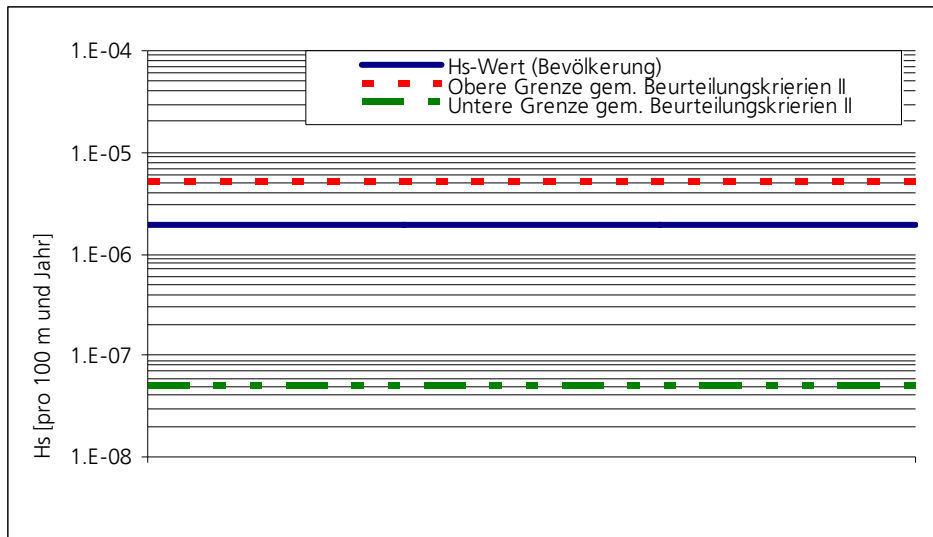 1.E-04
1.E-05
1.E-06
1.E-07
1.E-08
Hs [pro 100 m und Jahr]
Hs-Wert (Bevölkerung)
Obere Grenze gem. Beurteilungskrierien II
Untere Grenze gem. Beurteilungskrierien II